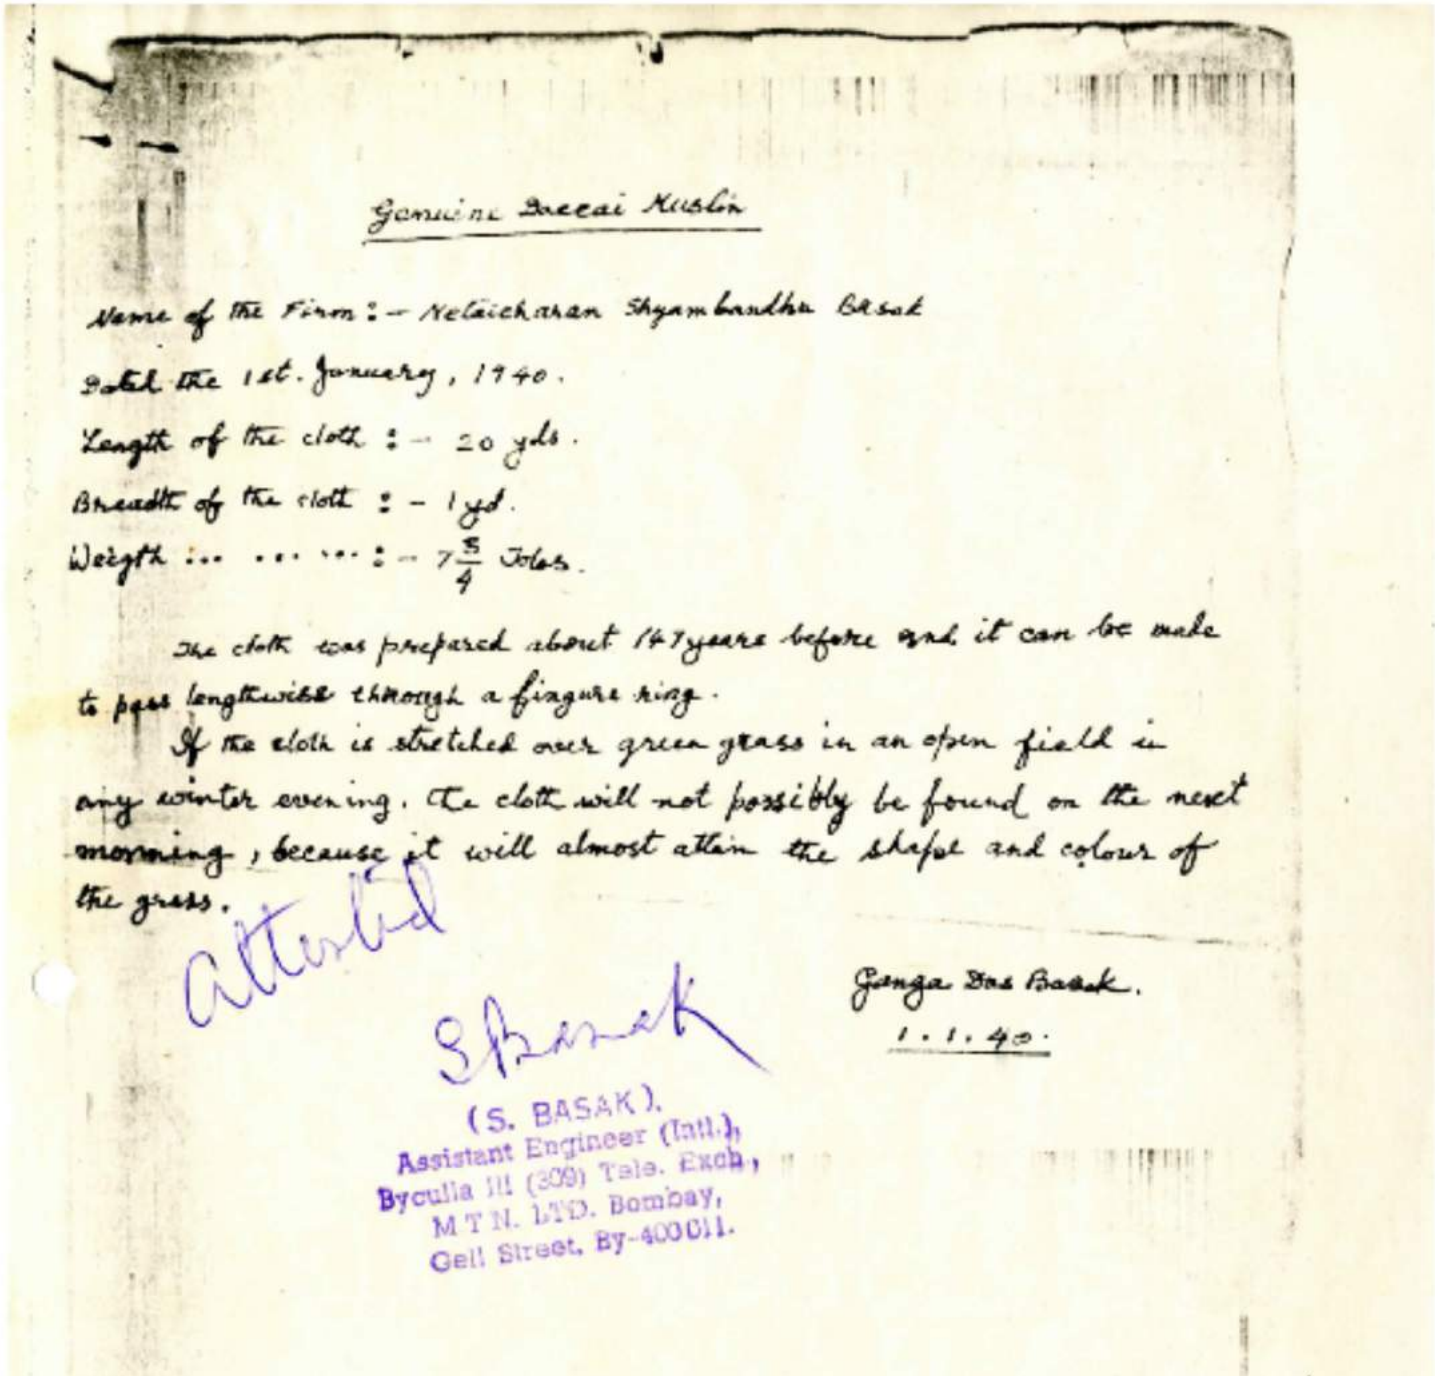 Genuine Daccai Muslin
Name of the Firm :- Netaicharan Shyambandhu Basak
Dated the 1st. January, 1940.
Length of the cloth :- 20 yds.
Breadth of the cloth :- 1 yd.
Weigth ... ... ... :- 7 3/4 Tolas.
The cloth was prepared about 147 years before and it can be made
to pass lengthwise through a fingure ring.
If the cloth is stretched over green grass in an open field in
any winter evening. The cloth will not possibly be found on the next
morning, because it will almost attain the shape and colour of
the grass.
Attested
Ganga Das Basak.
1.1.40.
SBasak
(S. BASAK).
Assistant Engineer (Intl.),
Byculla III (309) Tele. Exch,
M T N. LTD. Bombay,
Gell Street, By-400011.